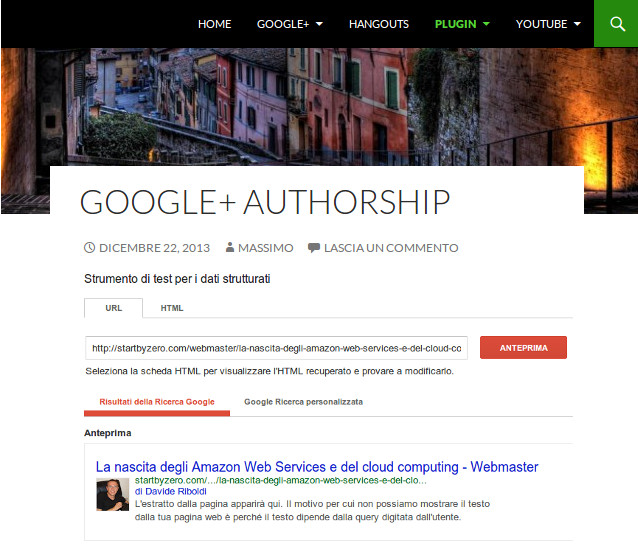 HOME GOOGLE+ HANGOUTS PLUGIN YOUTUBE
GOOGLE+ AUTHORSHIP
DICEMBRE 22, 2013 MASSIMO LASCIA UN COMMENTO
Strumento di test per i dati strutturati
URL HTML
http://startbyzero.com/webmaster/la-nascita-degli-amazon-web-services-e-del-cloud-co ANTEPRIMA
Seleziona la scheda HTML per visualizzare l'HTML recuperato e provare a modificarlo.
Risultati della Ricerca Google Google Ricerca personalizzata
Anteprima
La nascita degli Amazon Web Services e del cloud computing - Webmaster
startbyzero.com/.../la-nascita-degli-amazon-web-services-e-del-clo...
di Davide Riboldi
L'estratto dalla pagina apparirà qui. Il motivo per cui non possiamo mostrare il testo
dalla tua pagina web è perché il testo dipende dalla query digitata dall'utente.